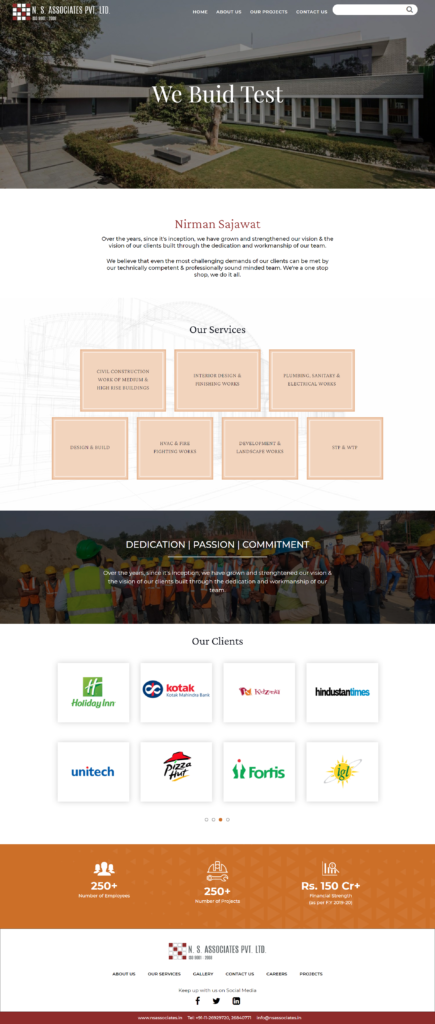 N. S. ASSOCIATES PVT. LTD.
ISO 9001 : 2008
HOME ABOUT US OUR PROJECTS CONTACT US
We Buid Test
Nirman Sajawat
Over the years, since it's inception, we have grown and strengthened our vision & the
vision of our clients built through the dedication and workmanship of our team.
We believe that even the most challenging demands of our clients can be met by
our technically competent & professionally sound minded team. We're a one stop
shop, we do it all.
Our Services
CIVIL CONSTRUCTION
WORK OF MEDIUM &
HIGH RISE BUILDINGS
INTERIOR DESIGN &
FINISHING WORKS
PLUMBING, SANITARY &
ELECTRICAL WORKS
DESIGN & BUILD
HVAC & FIRE
FIGHTING WORKS
DEVELOPMENT &
LANDSCAPE WORKS
STP & WTP
DEDICATION | PASSION | COMMITMENT
Over the years, since it's inception, we have grown and strenghtened our vision &
the vision of our clients built through the dedication and workmanship of our
team.
Our Clients
H
Holiday Inn
kotak
Kotak Mahindra Bank
hindustantimes
unitech
Pizza
Hut
Fortis
igl
250+
Number of Employees
250+
Number of Projects
Rs. 150 Cr+
Financial Strength
(as per F.Y 2019-20)
N. S. ASSOCIATES PVT. LTD.
ISO 9001 : 2008
ABOUT US OUR SERVICES GALLERY CONTACT US CAREERS PROJECTS
Keep up with us on Social Media
www.nsassociates.in Tel: +91-11-26929720, 26940771 info@nsassociates.in